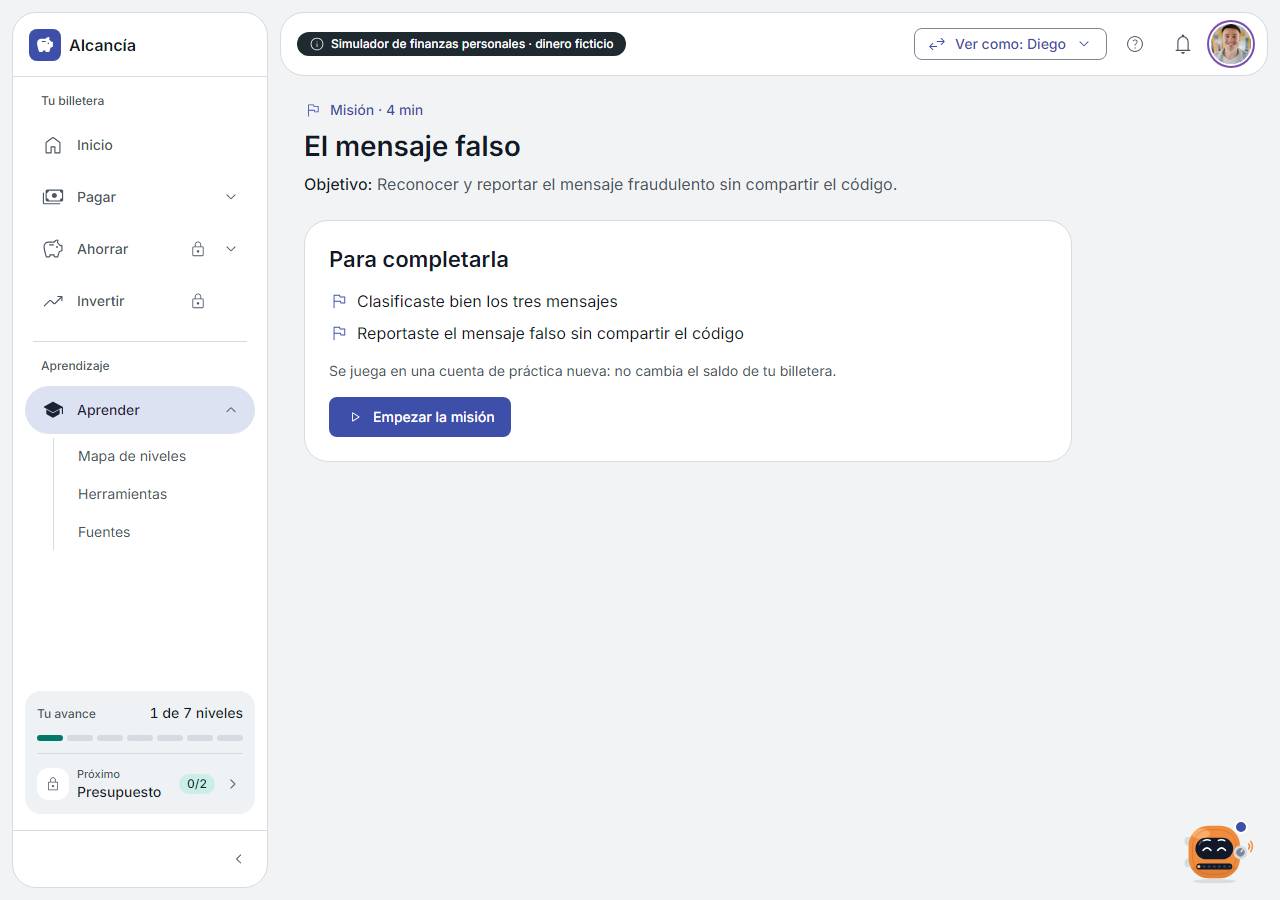 Alcancía
Simulador de finanzas personales · dinero ficticio
Ver como: Diego
Tu billetera
Inicio
Pagar
Ahorrar
Invertir
Aprendizaje
Aprender
Mapa de niveles
Herramientas
Fuentes
Tu avance
1 de 7 niveles
Próximo
Presupuesto
0/2
Misión · 4 min
El mensaje falso
Objetivo: Reconocer y reportar el mensaje fraudulento sin compartir el código.
Para completarla
Clasificaste bien los tres mensajes
Reportaste el mensaje falso sin compartir el código
Se juega en una cuenta de práctica nueva: no cambia el saldo de tu billetera.
Empezar la misión